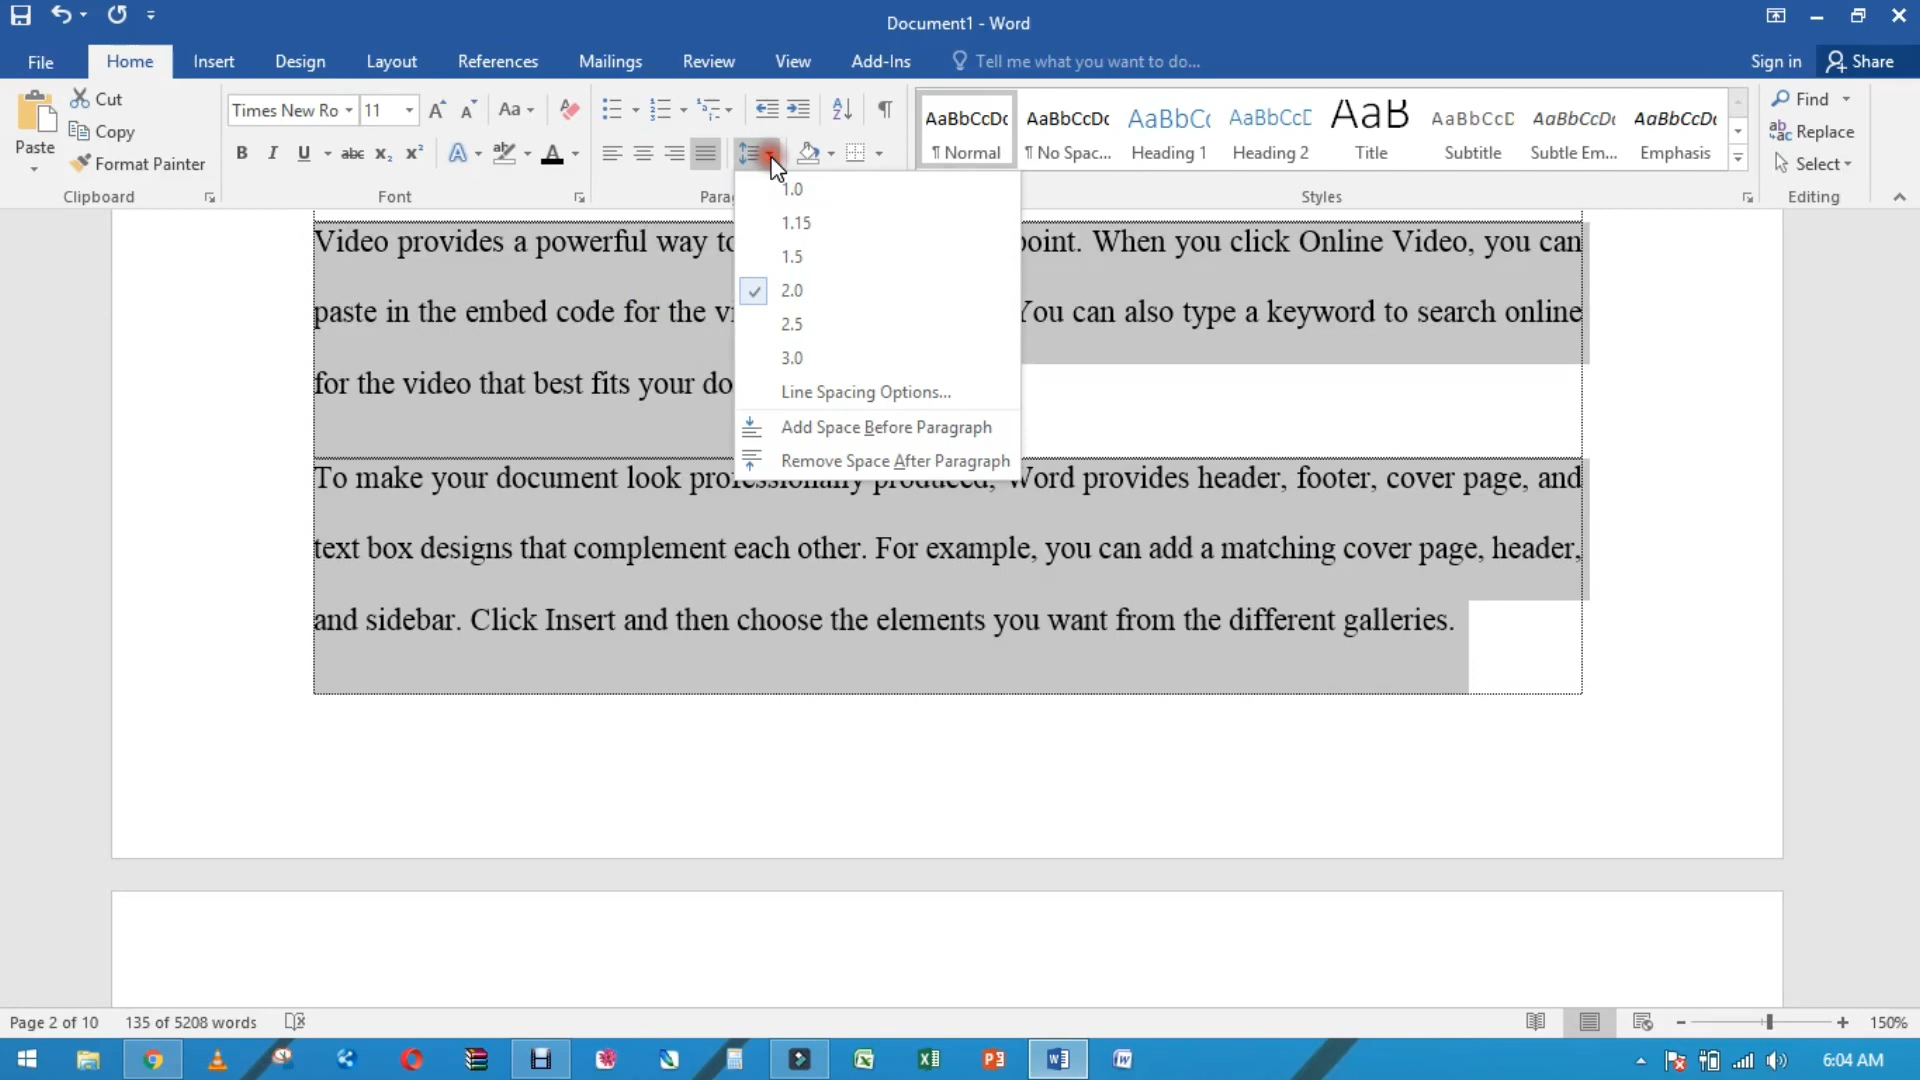 Document1 - Word
File Home Insert Design Layout References Mailings Review View Add-Ins Tell me what you want to do... Sign in Share
Paste
Cut
Copy
Format Painter
Clipboard
Times New Ro 11 Aa
B I U abc x₂ x² A ab A
Font
A Z ¶
Para
AaBbCcDc AaBbCcDc AaBbC AaBbCcC AaB AaBbCcD AaBbCcDc AaBbCcDc
¶ Normal ¶ No Spac... Heading 1 Heading 2 Title Subtitle Subtle Em... Emphasis
Styles
Find
Replace
Select
Editing
1.0
1.15
1.5
2.0
2.5
3.0
Line Spacing Options...
Add Space Before Paragraph
Remove Space After Paragraph
Video provides a powerful way to point. When you click Online Video, you can
paste in the embed code for the You can also type a keyword to search online
for the video that best fits your do
To make your document look professionally produced, Word provides header, footer, cover page, and
text box designs that complement each other. For example, you can add a matching cover page, header,
and sidebar. Click Insert and then choose the elements you want from the different galleries.
Page 2 of 10 135 of 5208 words 150%
6:04 AM